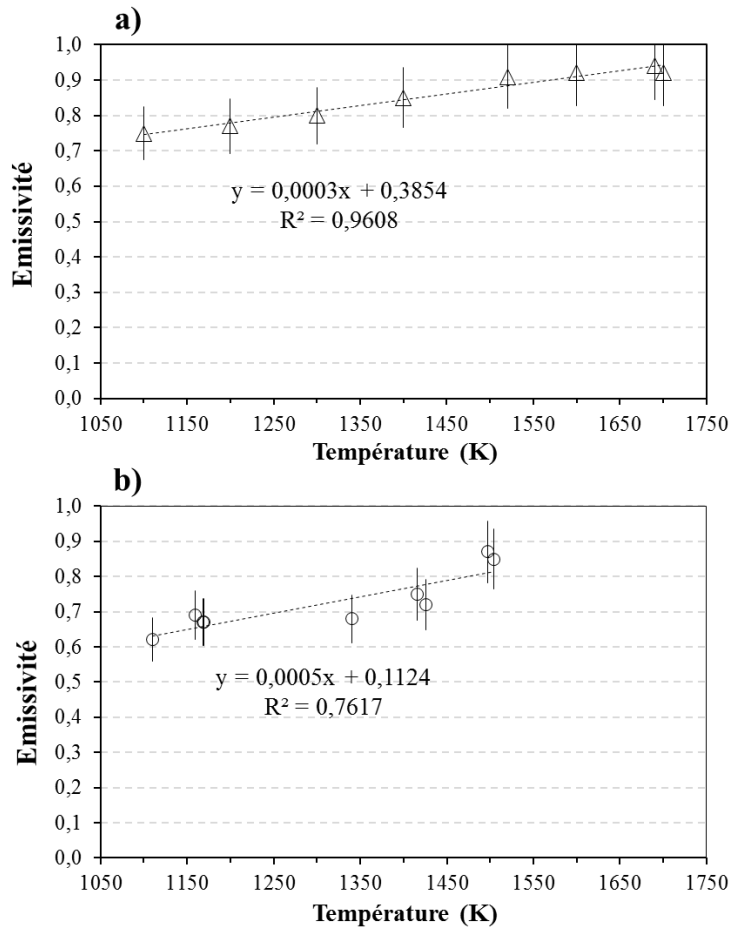 a)
1,0
0,9
0,8
0,7
0,6
0,5
0,4
0,3
0,2
0,1
0,0
Emissivité
y = 0,0003x + 0,3854
R² = 0,9608
1050 1150 1250 1350 1450 1550 1650 1750
Température (K)
b)
1,0
0,9
0,8
0,7
0,6
0,5
0,4
0,3
0,2
0,1
0,0
Emissivité
y = 0,0005x + 0,1124
R² = 0,7617
1050 1150 1250 1350 1450 1550 1650 1750
Température (K)